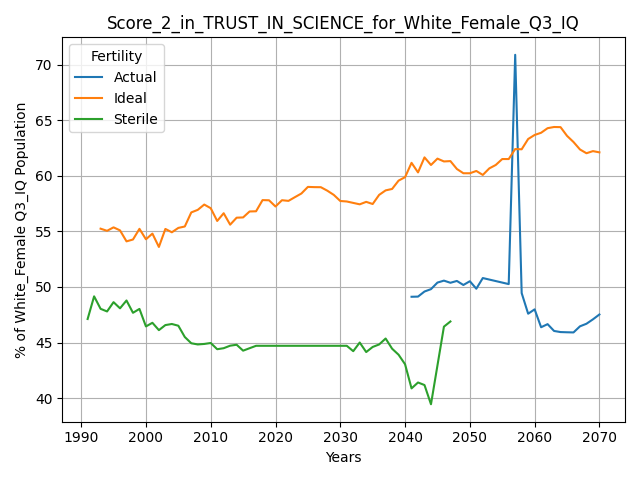 Score_2_in_TRUST_IN_SCIENCE_for_White_Female_Q3_IQ
Fertility
Actual
Ideal
Sterile
% of White_Female Q3_IQ Population
70
65
60
55
50
45
40
1990 2000 2010 2020 2030 2040 2050 2060 2070
Years